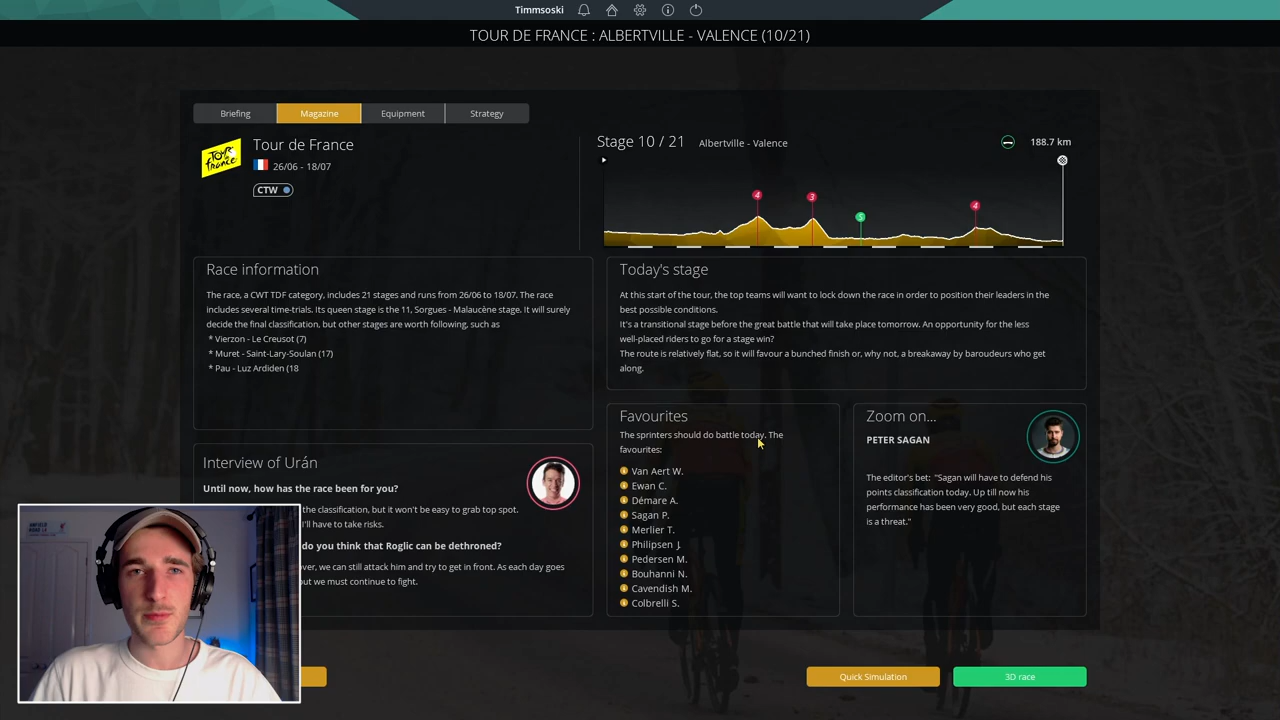 Timmsoski
TOUR DE FRANCE : ALBERTVILLE - VALENCE (10/21)
Briefing
Magazine
Equipment
Strategy
TOUR de france
Tour de France
26/06 - 18/07
CTW
Stage 10 / 21
Albertville - Valence
188.7 km
4
3
S
4
Race information
The race, a CWT TDF category, includes 21 stages and runs from 26/06 to 18/07. The race
includes several time-trials. Its queen stage is the 11, Sorgues - Malaucène stage. It will surely
decide the final classification, but other stages are worth following, such as
* Vierzon - Le Creusot (7)
* Muret - Saint-Lary-Soulan (17)
* Pau - Luz Ardiden (18
Today's stage
At this start of the tour, the top teams will want to lock down the race in order to position their leaders in the
best possible conditions.
It's a transitional stage before the great battle that will take place tomorrow. An opportunity for the less
well-placed riders to go for a stage win?
The route is relatively flat, so it will favour a bunched finish or, why not, a breakaway by baroudeurs who get
along.
Interview of Urán
Until now, how has the race been for you?
the classification, but it won't be easy to grab top spot.
I'll have to take risks.
do you think that Roglic can be dethroned?
ver, we can still attack him and try to get in front. As each day goes
but we must continue to fight.
Favourites
The sprinters should do battle today. The
favourites:
Van Aert W.
Ewan C.
Démare A.
Sagan P.
Merlier T.
Philipsen J.
Pedersen M.
Bouhanni N.
Cavendish M.
Colbrelli S.
Zoom on...
PETER SAGAN
The editor's bet: "Sagan will have to defend his
points classification today. Up till now his
performance has been very good, but each stage
is a threat."
ANFIELD
ROAD L4
Quick Simulation
3D race